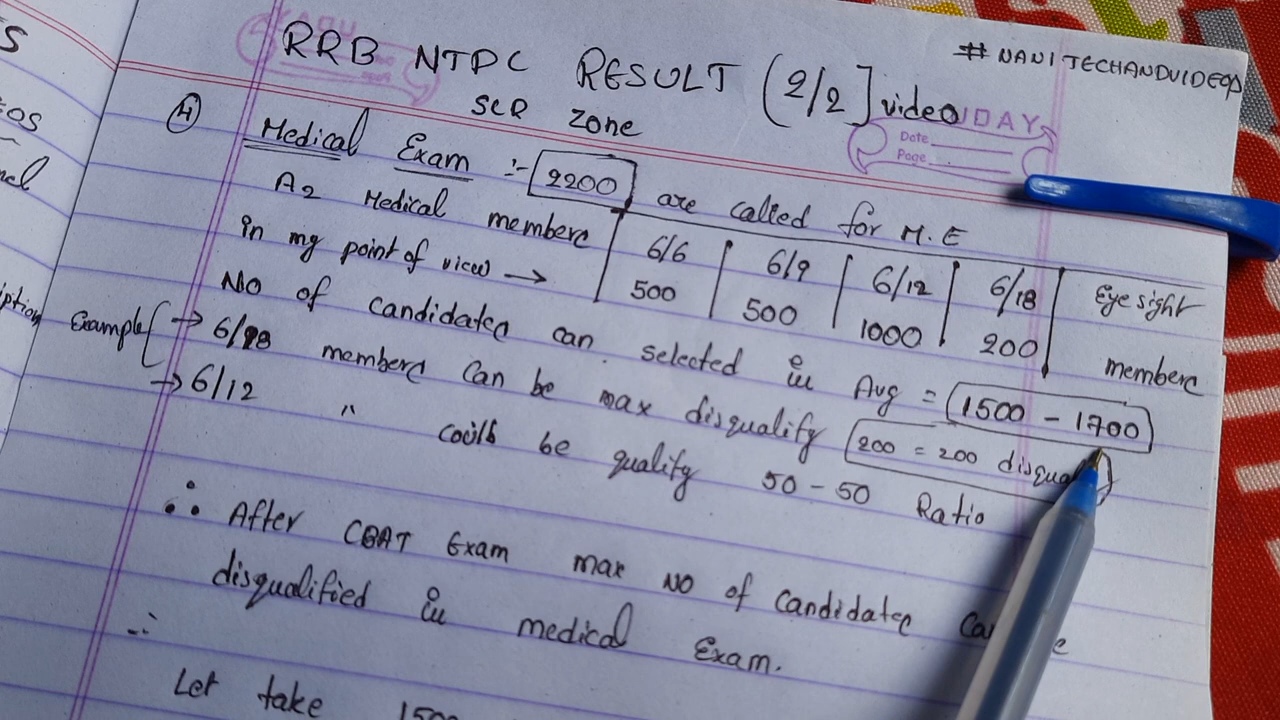 RRB NTPC RESULT (2/2] video
# NANITECHANDVIDEOS
SCR Zone
Date
Page
④ Medical Exam :- 2200 are called for M.E
A2 Medical members
in my point of view →
6/6 | 6/9 | 6/12 | 6/18 | Eye sight
500 | 500 | 1000 | 200 | members
NO of candidates can selected in Avg = 1500 - 1700
Example → 6/18 members can be max disqualify 200 = 200
→ 6/12 " could be qualify 50 - 50 Ratio
∴ After CBAT Exam max NO of candidates
disqualified in medical Exam.
∴
Let take